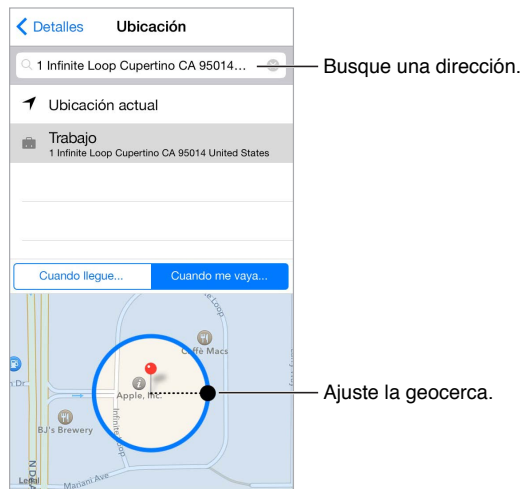 Detalles
Ubicación
1 Infinite Loop Cupertino CA 95014…
Busque una dirección.
Ubicación actual
Trabajo
1 Infinite Loop Cupertino CA 95014 United States
Cuando llegue...
Cuando me vaya...
Loop
Caffè Macs
Apple, Inc.
Ajuste la geocerca.
n Dr
Infinite Loop
BJ's Brewery
Mariani Ave
Legal